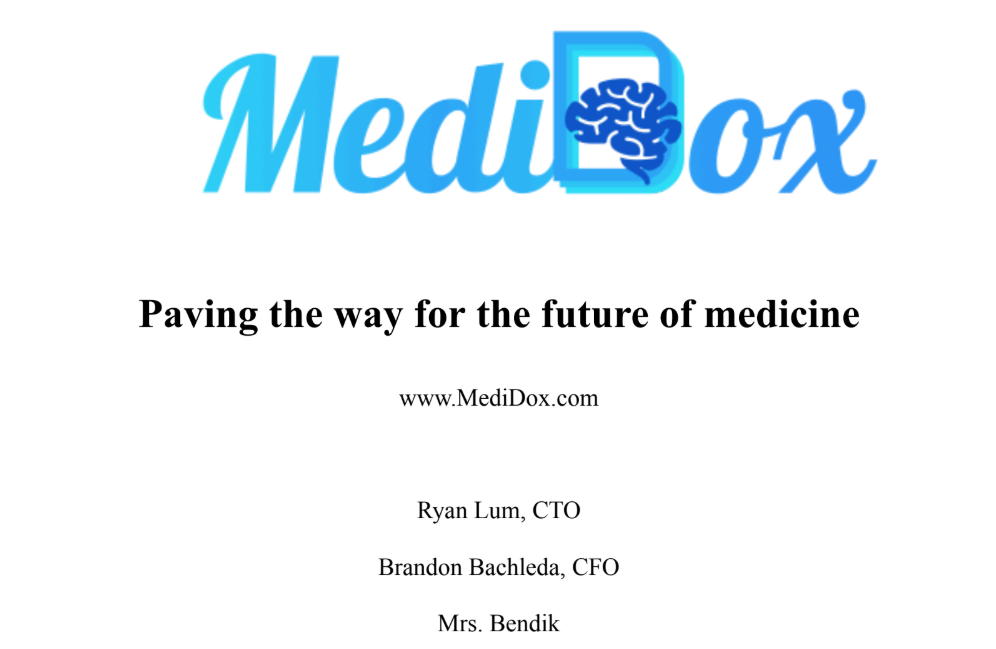 MediDox
Paving the way for the future of medicine
www.MediDox.com
Ryan Lum, CTO
Brandon Bachleda, CFO
Mrs. Bendik